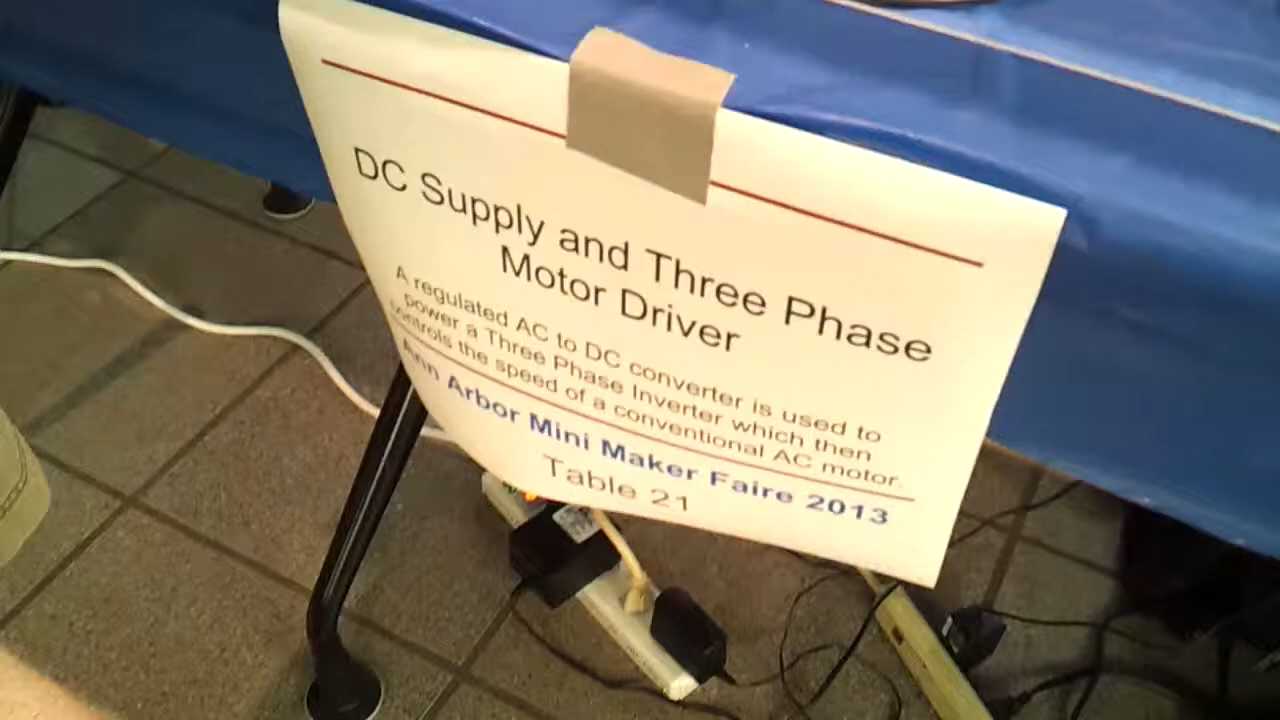 DC Supply and Three Phase
Motor Driver
A regulated AC to DC converter is used to
power a Three Phase Inverter which then
controls the speed of a conventional AC motor.
Ann Arbor Mini Maker Faire 2013
Table 21